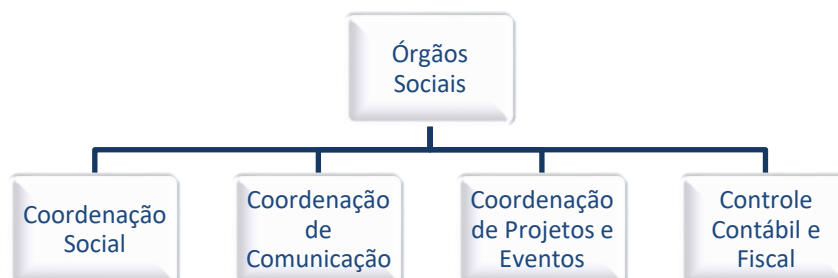 Órgãos
Sociais
Coordenação
Social
Coordenação
de
Comunicação
Coordenação
de Projetos e
Eventos
Controle
Contábil e
Fiscal